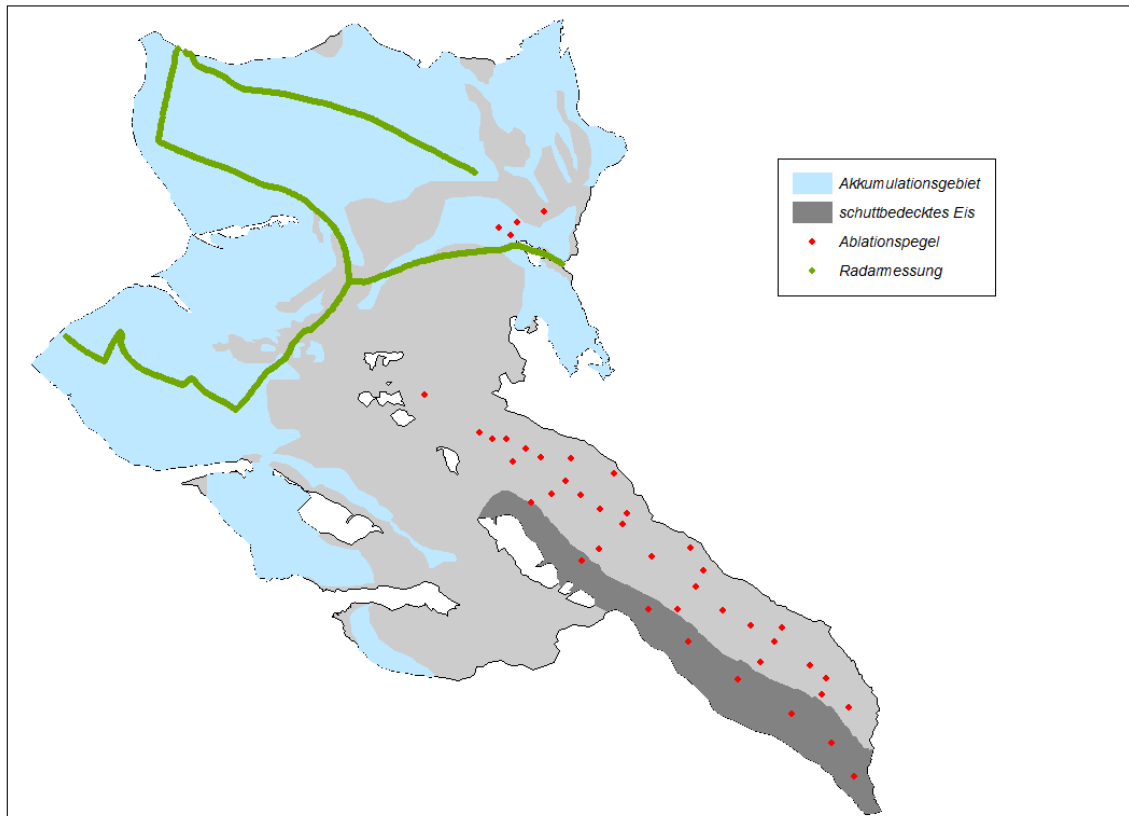 Akkumulationsgebiet
schuttbedecktes Eis
Ablationspegel
Radarmessung